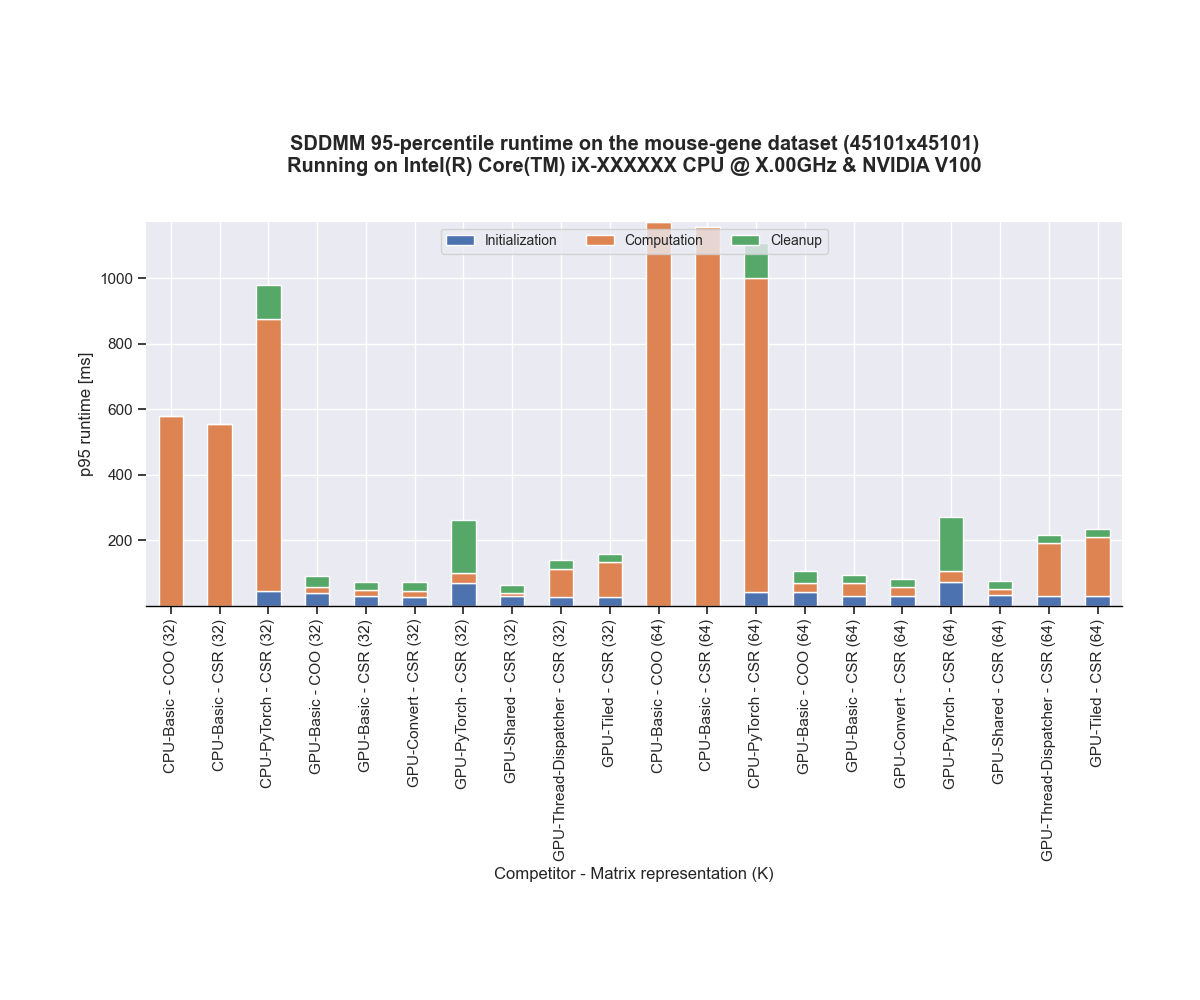 SDDMM 95-percentile runtime on the mouse-gene dataset (45101x45101)
Running on Intel(R) Core(TM) iX-XXXXXX CPU @ X.00GHz & NVIDIA V100
Initialization
Computation
Cleanup
p95 runtime [ms]
1000
800
600
400
200
CPU-Basic - COO (32)
CPU-Basic - CSR (32)
CPU-PyTorch - CSR (32)
GPU-Basic - COO (32)
GPU-Basic - CSR (32)
GPU-Convert - CSR (32)
GPU-PyTorch - CSR (32)
GPU-Shared - CSR (32)
GPU-Thread-Dispatcher - CSR (32)
GPU-Tiled - CSR (32)
CPU-Basic - COO (64)
CPU-Basic - CSR (64)
CPU-PyTorch - CSR (64)
GPU-Basic - COO (64)
GPU-Basic - CSR (64)
GPU-Convert - CSR (64)
GPU-PyTorch - CSR (64)
GPU-Shared - CSR (64)
GPU-Thread-Dispatcher - CSR (64)
GPU-Tiled - CSR (64)
Competitor - Matrix representation (K)